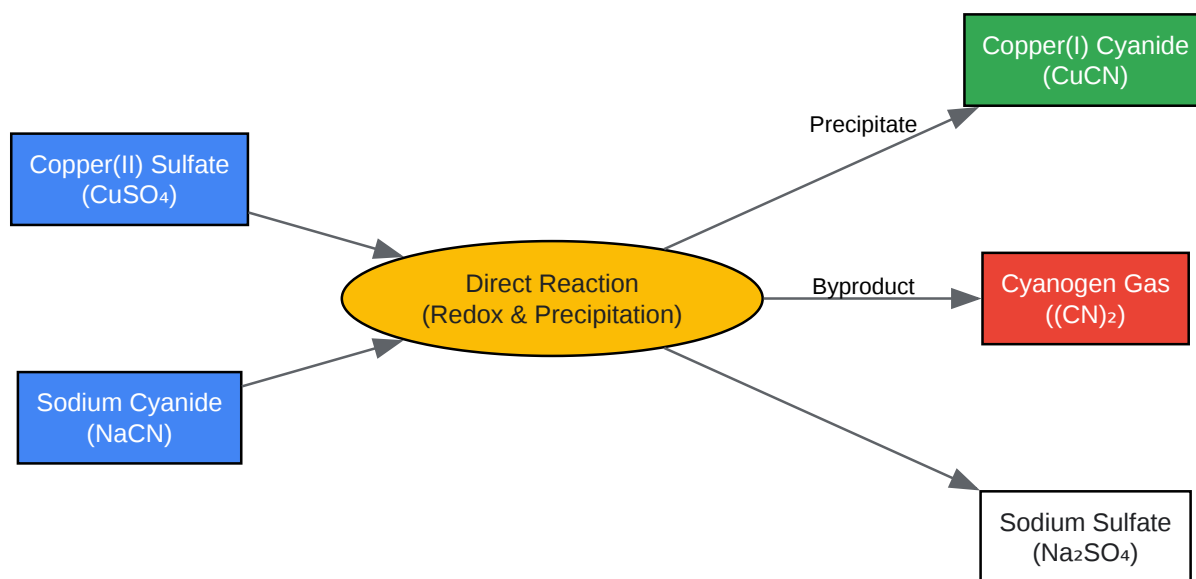 Copper(II) Sulfate
(CuSO₄)
Sodium Cyanide
(NaCN)
Direct Reaction
(Redox & Precipitation)
Precipitate
Copper(I) Cyanide
(CuCN)
Byproduct
Cyanogen Gas
((CN)₂)
Sodium Sulfate
(Na₂SO₄)